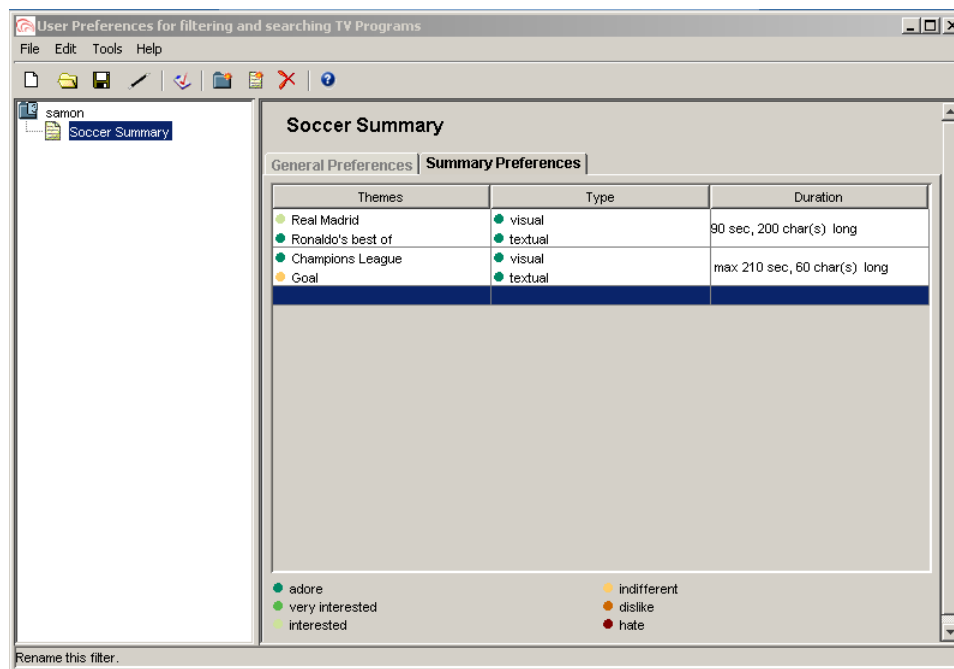 User Preferences for filtering and searching TV Programs
File Edit Tools Help
samon
Soccer Summary
Soccer Summary
General Preferences Summary Preferences
Themes Type Duration
Real Madrid visual
90 sec, 200 char(s) long
Ronaldo's best of textual
Champions League visual
max 210 sec, 60 char(s) long
Goal textual
adore indifferent
very interested dislike
interested hate
Rename this filter.